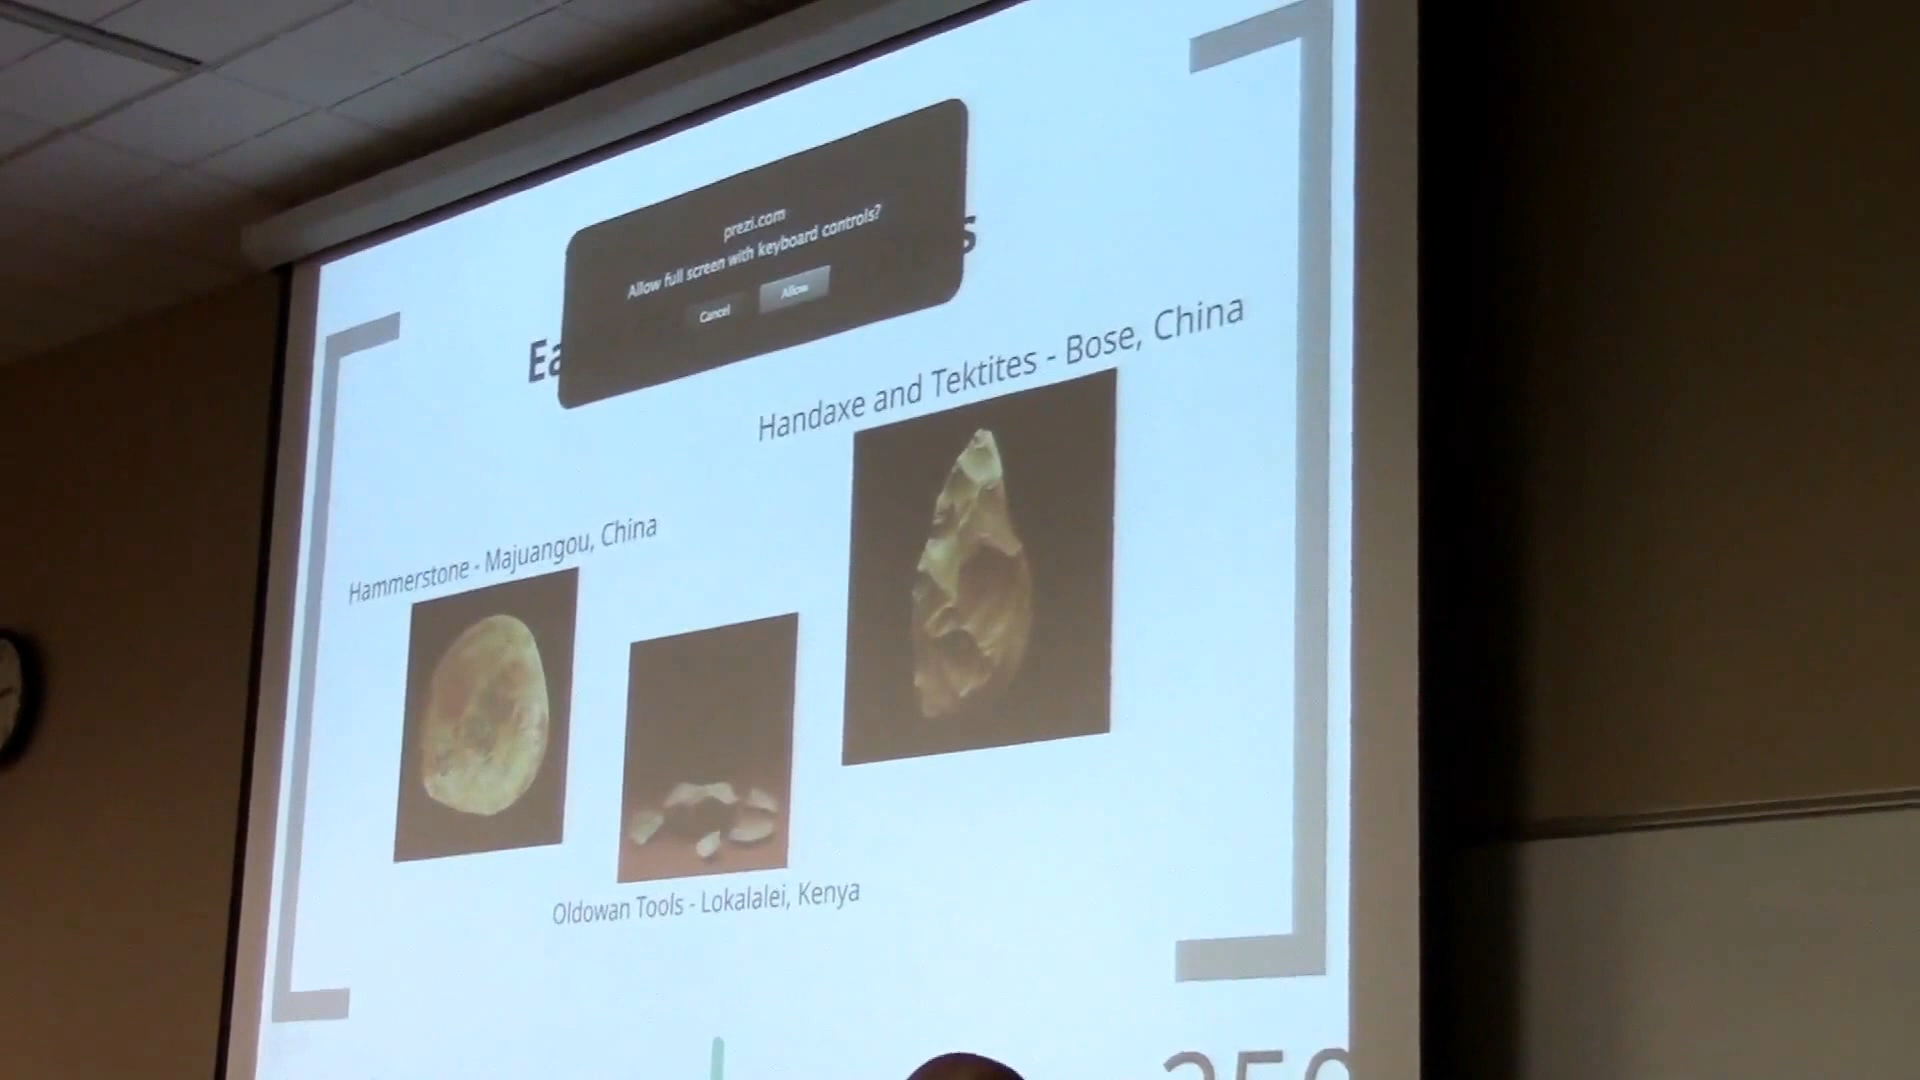 prezi.com
Allow full screen with keyboard controls?
Cancel
Allow
Handaxe and Tektites - Bose, China
Hammerstone - Majuangou, China
Oldowan Tools - Lokalalei, Kenya